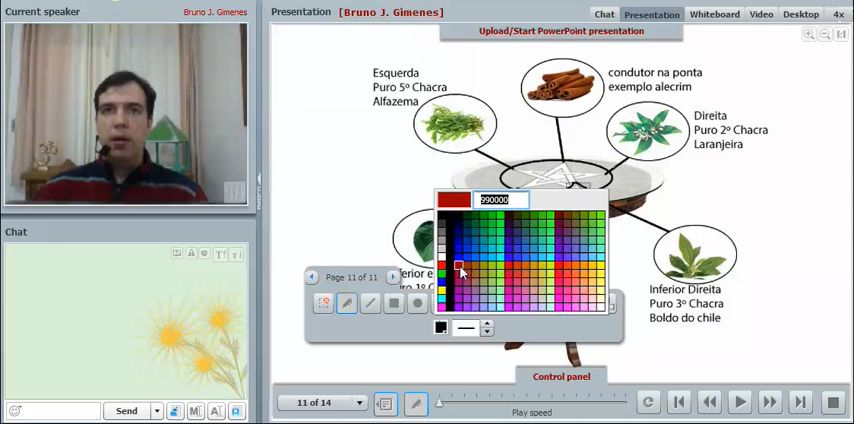 Current speaker
Bruno J. Gimenes
Presentation [Bruno J. Gimenes]
Chat
Presentation
Whiteboard
Video
Desktop
4x
Upload/Start PowerPoint presentation
1:1
Esquerda
Puro 5º Chacra
Alfazema
condutor na ponta
exemplo alecrim
Direita
Puro 2º Chacra
Laranjeira
990000
Chat
Page 11 of 11
Inferior Direita
Puro 3º Chacra
Boldo do chile
Send
Control panel
11 of 14
Play speed